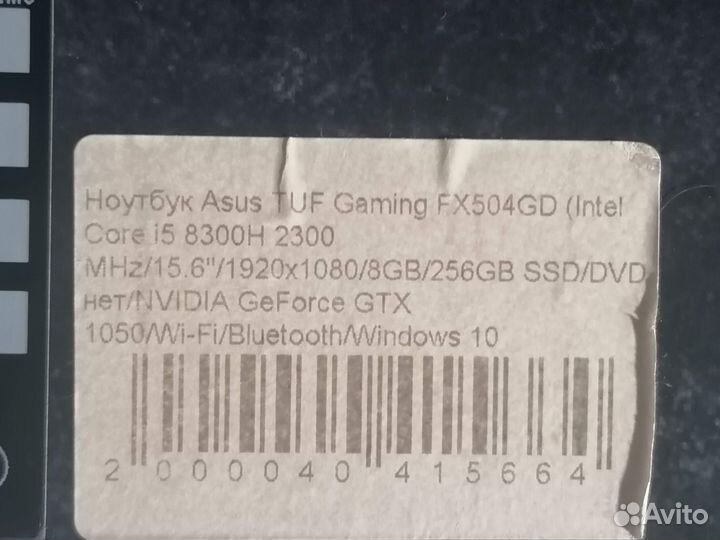 Ноутбук Asus TUF Gaming FX504GD (Intel
Core i5 8300H 2300
MHz/15.6"/1920x1080/8GB/256GB SSD/DVD
нет/NVIDIA GeForce GTX
1050/Wi-Fi/Bluetooth/Windows 10
2 000040 415664
Avito